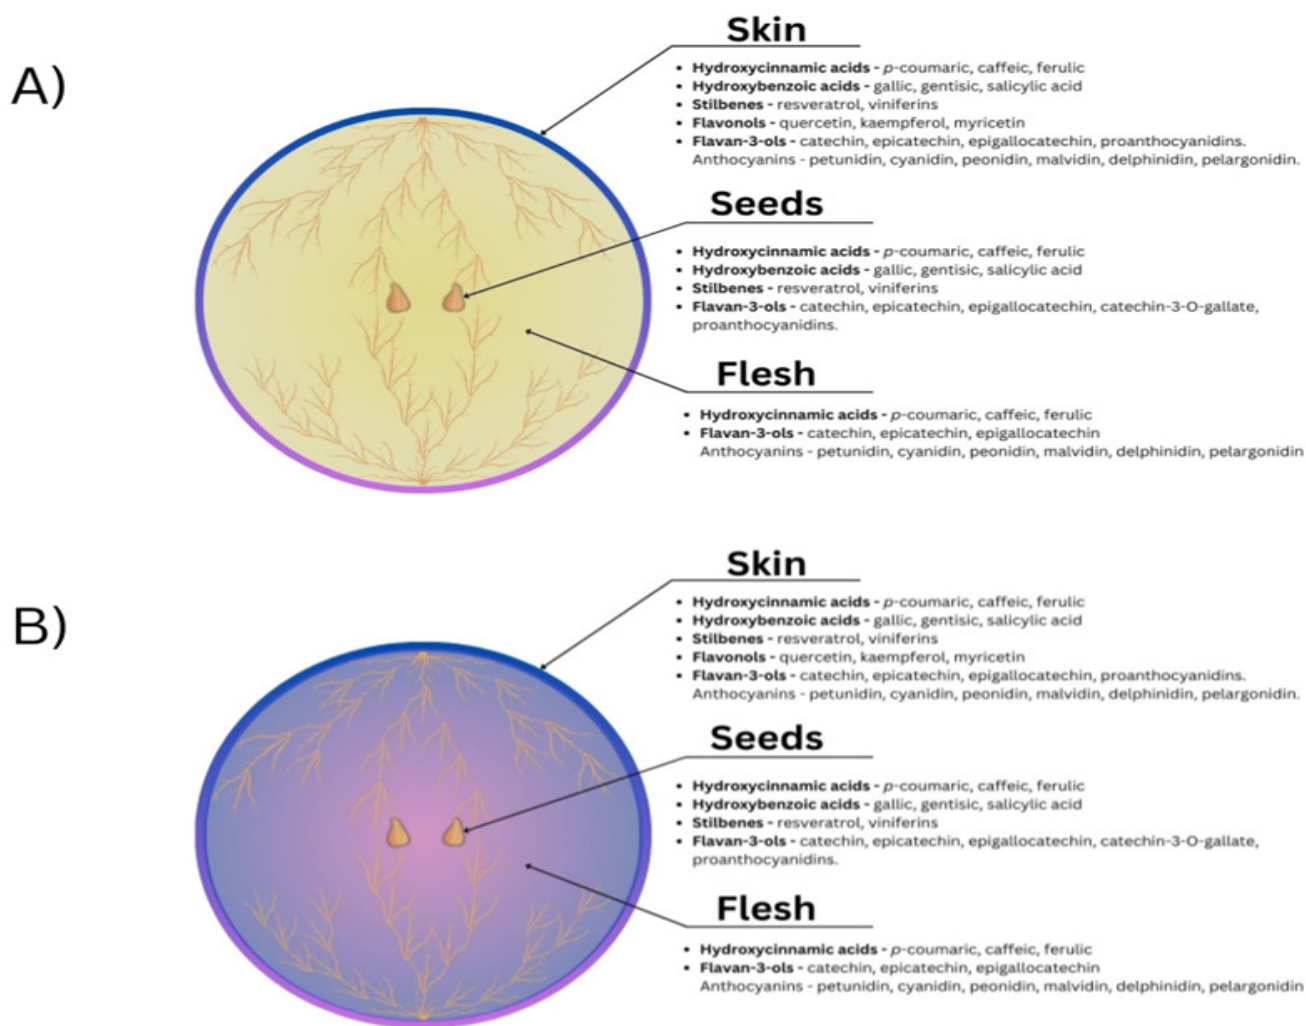 A)
Skin
• Hydroxycinnamic acids - p-coumaric, caffeic, ferulic
• Hydroxybenzoic acids - gallic, gentisic, salicylic acid
• Stilbenes - resveratrol, viniferins
• Flavonols - quercetin, kaempferol, myricetin
• Flavan-3-ols - catechin, epicatechin, epigallocatechin, proanthocyanidins.
Anthocyanins - petunidin, cyanidin, peonidin, malvidin, delphinidin, pelargonidin.
Seeds
• Hydroxycinnamic acids - p-coumaric, caffeic, ferulic
• Hydroxybenzoic acids - gallic, gentisic, salicylic acid
• Stilbenes - resveratrol, viniferins
• Flavan-3-ols - catechin, epicatechin, epigallocatechin, catechin-3-O-gallate,
proanthocyanidins.
Flesh
• Hydroxycinnamic acids - p-coumaric, caffeic, ferulic
• Flavan-3-ols - catechin, epicatechin, epigallocatechin
Anthocyanins - petunidin, cyanidin, peonidin, malvidin, delphinidin, pelargonidin
B)
Skin
• Hydroxycinnamic acids - p-coumaric, caffeic, ferulic
• Hydroxybenzoic acids - gallic, gentisic, salicylic acid
• Stilbenes - resveratrol, viniferins
• Flavonols - quercetin, kaempferol, myricetin
• Flavan-3-ols - catechin, epicatechin, epigallocatechin, proanthocyanidins.
Anthocyanins - petunidin, cyanidin, peonidin, malvidin, delphinidin, pelargonidin.
Seeds
• Hydroxycinnamic acids - p-coumaric, caffeic, ferulic
• Hydroxybenzoic acids - gallic, gentisic, salicylic acid
• Stilbenes - resveratrol, viniferins
• Flavan-3-ols - catechin, epicatechin, epigallocatechin, catechin-3-O-gallate,
proanthocyanidins.
Flesh
• Hydroxycinnamic acids - p-coumaric, caffeic, ferulic
• Flavan-3-ols - catechin, epicatechin, epigallocatechin
Anthocyanins - petunidin, cyanidin, peonidin, malvidin, delphinidin, pelargonidin